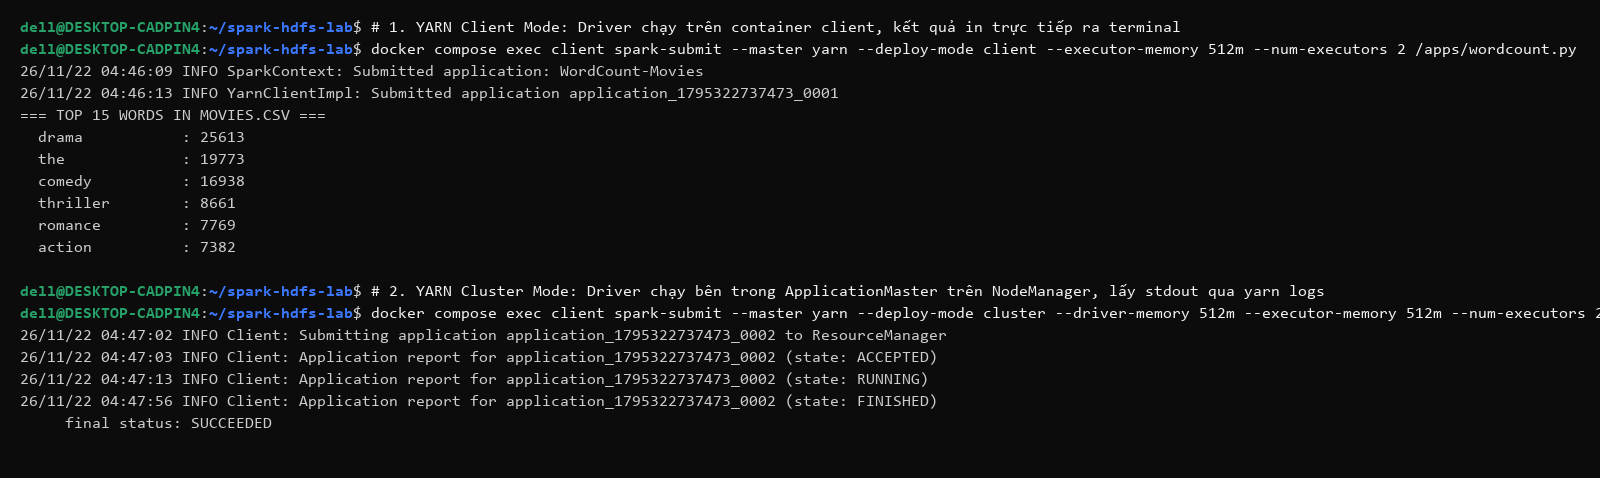 dell@DESKTOP-CADPIN4:~/spark-hdfs-lab$ # 1. YARN Client Mode: Driver chạy trên container client, kết quả in trực tiếp ra terminal
dell@DESKTOP-CADPIN4:~/spark-hdfs-lab$ docker compose exec client spark-submit --master yarn --deploy-mode client --executor-memory 512m --num-executors 2 /apps/wordcount.py
26/11/22 04:46:09 INFO SparkContext: Submitted application: WordCount-Movies
26/11/22 04:46:13 INFO YarnClientImpl: Submitted application application_1795322737473_0001
=== TOP 15 WORDS IN MOVIES.CSV ===
  drama           : 25613
  the             : 19773
  comedy          : 16938
  thriller        : 8661
  romance         : 7769
  action          : 7382
dell@DESKTOP-CADPIN4:~/spark-hdfs-lab$ # 2. YARN Cluster Mode: Driver chạy bên trong ApplicationMaster trên NodeManager, lấy stdout qua yarn logs
dell@DESKTOP-CADPIN4:~/spark-hdfs-lab$ docker compose exec client spark-submit --master yarn --deploy-mode cluster --driver-memory 512m --executor-memory 512m --num-executors 2
26/11/22 04:47:02 INFO Client: Submitting application application_1795322737473_0002 to ResourceManager
26/11/22 04:47:03 INFO Client: Application report for application_1795322737473_0002 (state: ACCEPTED)
26/11/22 04:47:13 INFO Client: Application report for application_1795322737473_0002 (state: RUNNING)
26/11/22 04:47:56 INFO Client: Application report for application_1795322737473_0002 (state: FINISHED)
     final status: SUCCEEDED